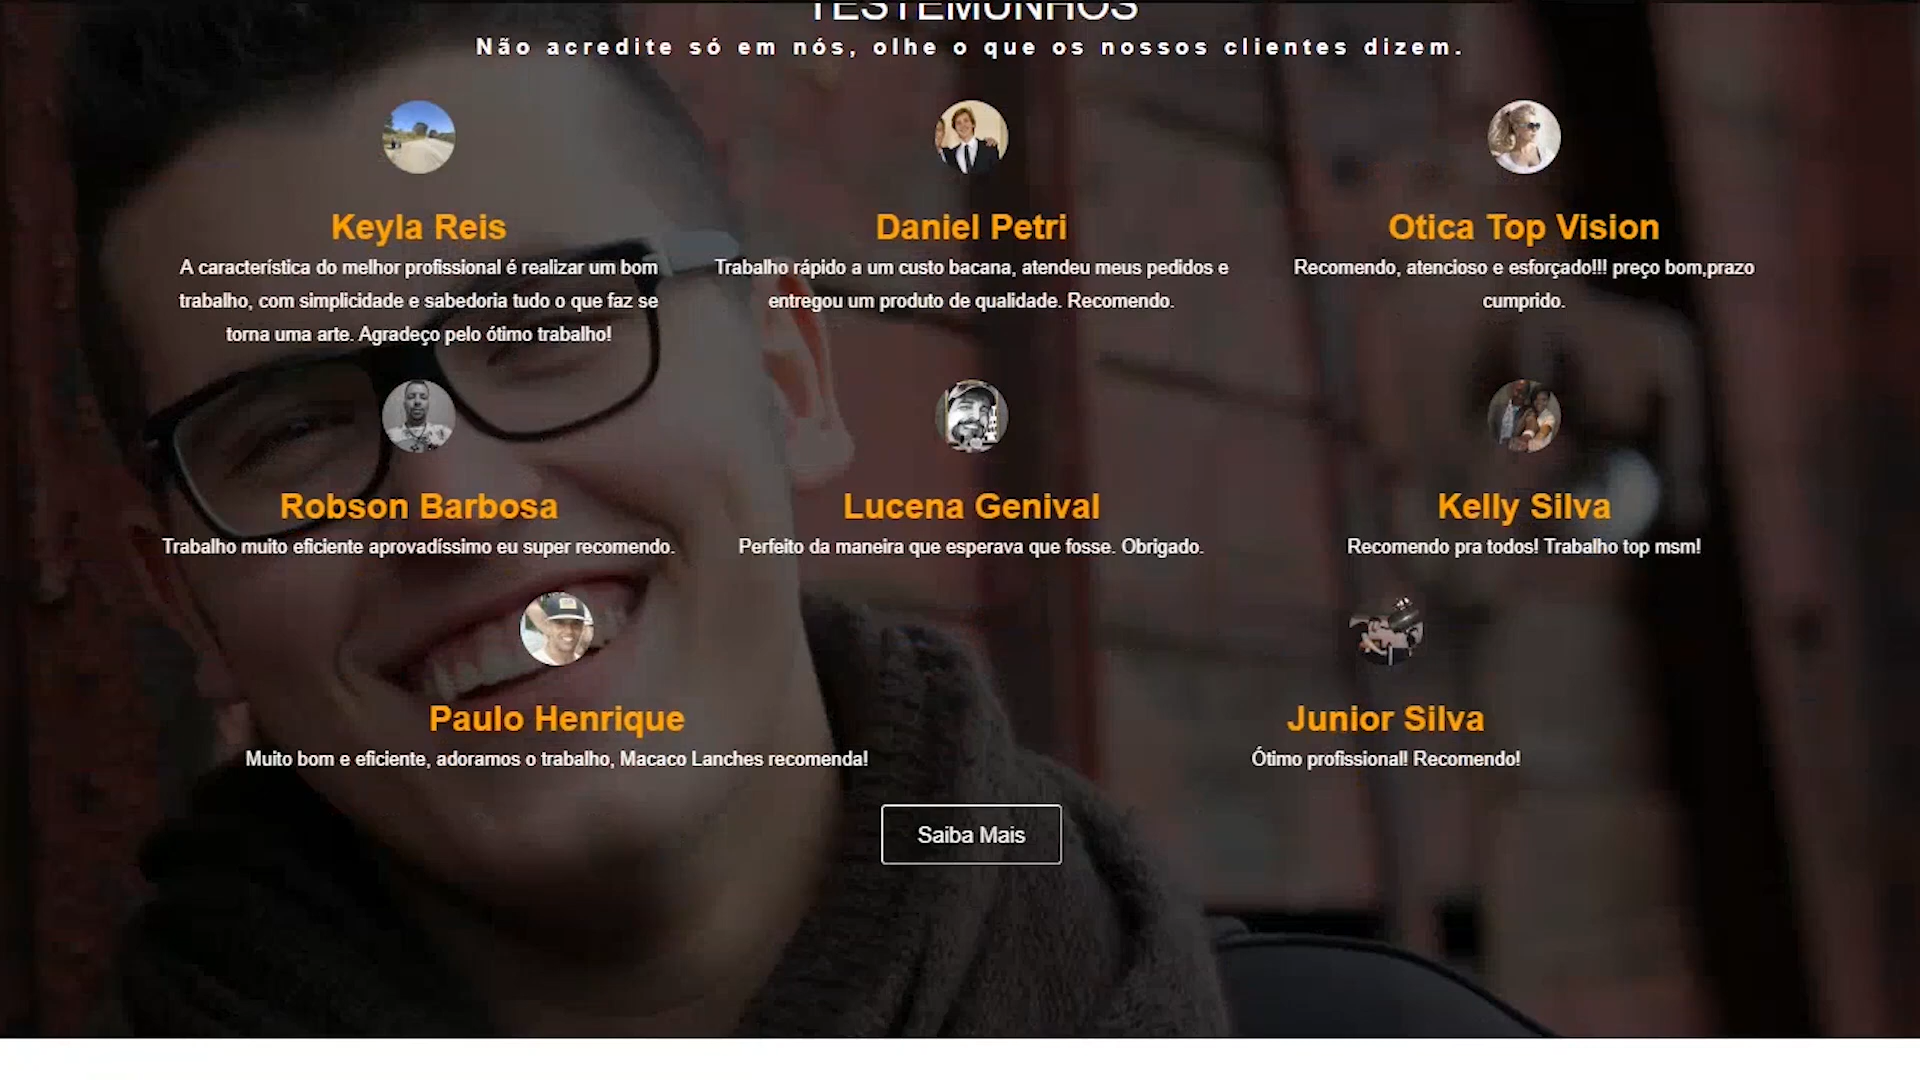 TESTEMUNHOS
Não acredite só em nós, olhe o que os nossos clientes dizem.
Keyla Reis
A característica do melhor profissional é realizar um bom
trabalho, com simplicidade e sabedoria tudo o que faz se
torna uma arte. Agradeço pelo ótimo trabalho!
Daniel Petri
Trabalho rápido a um custo bacana, atendeu meus pedidos e
entregou um produto de qualidade. Recomendo.
Otica Top Vision
Recomendo, atencioso e esforçado!!! preço bom,prazo
cumprido.
Robson Barbosa
Trabalho muito eficiente aprovadíssimo eu super recomendo.
Lucena Genival
Perfeito da maneira que esperava que fosse. Obrigado.
Kelly Silva
Recomendo pra todos! Trabalho top msm!
Paulo Henrique
Muito bom e eficiente, adoramos o trabalho, Macaco Lanches recomenda!
Junior Silva
Ótimo profissional! Recomendo!
Saiba Mais